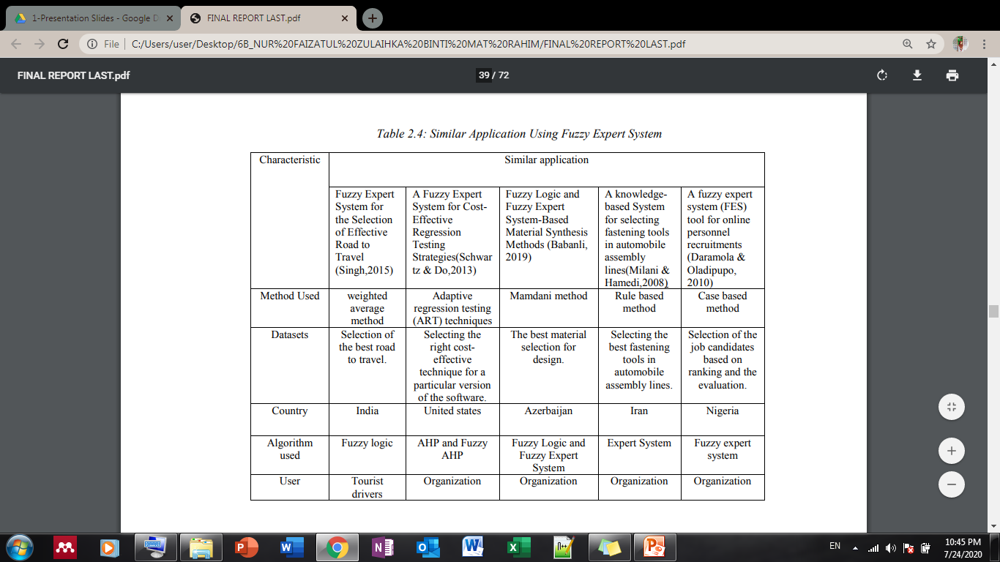 1-Presentation Slides - Google D
FINAL REPORT LAST.pdf
File
C:/Users/user/Desktop/6B_NUR%20FAIZATUL%20ZULAIHKA%20BINTI%20MAT%20RAHIM/FINAL%20REPORT%20LAST.pdf
FINAL REPORT LAST.pdf
39 / 72
Table 2.4: Similar Application Using Fuzzy Expert System
Characteristic
Similar application
Fuzzy Expert
System for
the Selection
of Effective
Road to
Travel
(Singh,2015)
A Fuzzy Expert
System for Cost-
Effective
Regression
Testing
Strategies(Schwar
tz & Do,2013)
Fuzzy Logic and
Fuzzy Expert
System-Based
Material Synthesis
Methods (Babanli,
2019)
A knowledge-
based System
for selecting
fastening tools
in automobile
assembly
lines(Milani &
Hamedi,2008)
A fuzzy expert
system (FES)
tool for online
personnel
recruitments
(Daramola &
Oladipupo,
2010)
Method Used
weighted
average
method
Adaptive
regression testing
(ART) techniques
Mamdani method
Rule based
method
Case based
method
Datasets
Selection of
the best road
to travel.
Selecting the
right cost-
effective
technique for a
particular version
of the software.
The best material
selection for
design.
Selecting the
best fastening
tools in
automobile
assembly lines.
Selection of the
job candidates
based on
ranking and the
evaluation.
Country
India
United states
Azerbaijan
Iran
Nigeria
Algorithm
used
Fuzzy logic
AHP and Fuzzy
AHP
Fuzzy Logic and
Fuzzy Expert
System
Expert System
Fuzzy expert
system
User
Tourist
drivers
Organization
Organization
Organization
Organization
EN
10:45 PM
7/24/2020